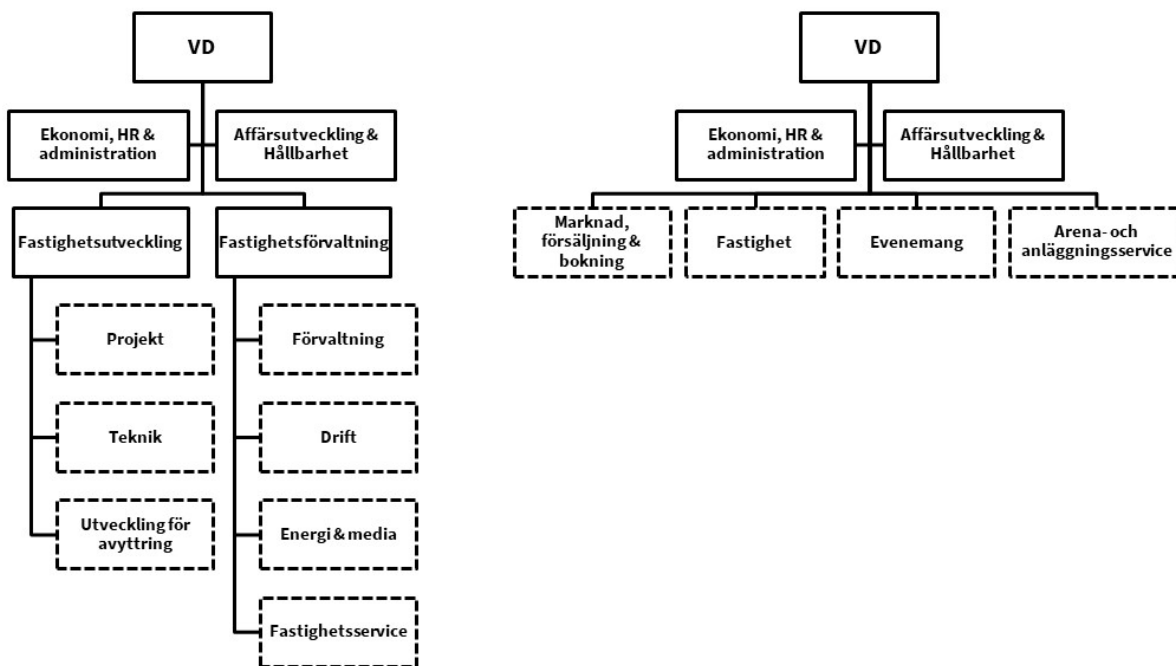 VD
Ekonomi, HR &
administration
Affärsutveckling &
Hållbarhet
Fastighetsutveckling
Fastighetsförvaltning
Projekt
Förvaltning
Teknik
Drift
Utveckling för
avyttring
Energi & media
Fastighetsservice
VD
Ekonomi, HR &
administration
Affärsutveckling &
Hållbarhet
Marknad,
försäljning &
bokning
Fastighet
Evenemang
Arena- och
anläggningsservice